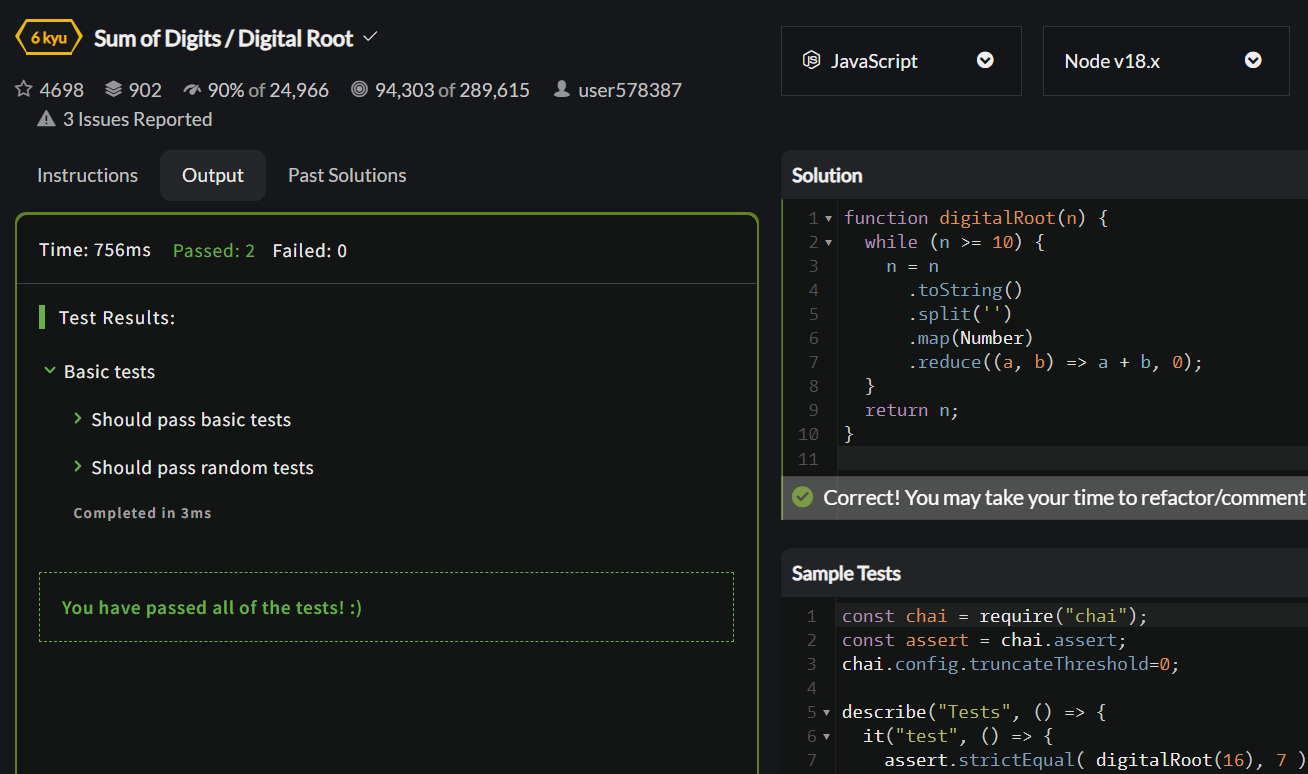 6 kyu Sum of Digits / Digital Root
4698 902 90% of 24,966 94,303 of 289,615 user578387
3 Issues Reported
Instructions Output Past Solutions
Time: 756ms Passed: 2 Failed: 0
Test Results:
Basic tests
Should pass basic tests
Should pass random tests
Completed in 3ms
You have passed all of the tests! :)
JavaScript Node v18.x
Solution
1 function digitalRoot(n) {
2 while (n >= 10) {
3 n = n
4 .toString()
5 .split('')
6 .map(Number)
7 .reduce((a, b) => a + b, 0);
8 }
9 return n;
10 }
11
Correct! You may take your time to refactor/comment
Sample Tests
1 const chai = require("chai");
2 const assert = chai.assert;
3 chai.config.truncateThreshold=0;
4
5 describe("Tests", () => {
6 it("test", () => {
7 assert.strictEqual( digitalRoot(16), 7 )